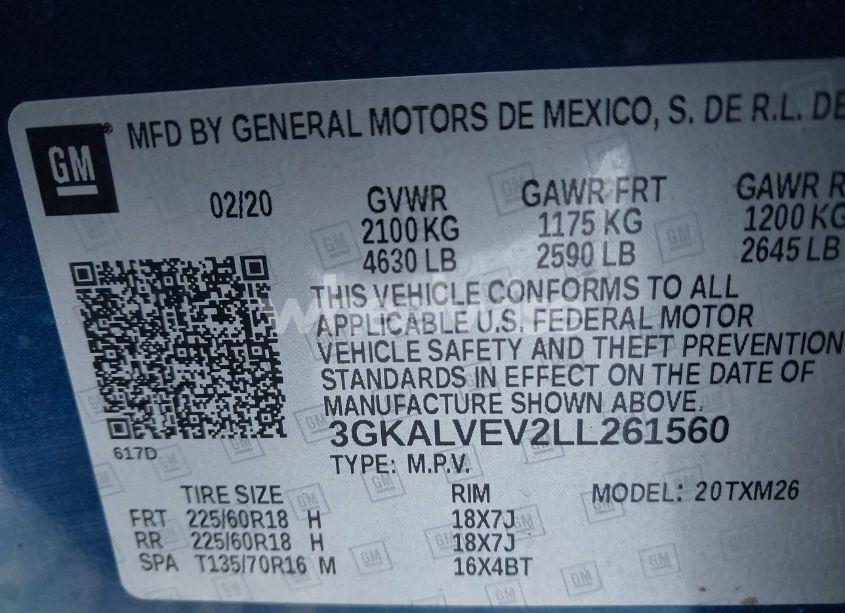 GM® MFD BY GENERAL MOTORS DE MEXICO, S. DE R.L. DE
02/20 GVWR GAWR FRT GAWR R
2100 KG 1175 KG 1200 KG
4630 LB 2590 LB 2645 LB
THIS VEHICLE CONFORMS TO ALL
APPLICABLE U.S. FEDERAL MOTOR
VEHICLE SAFETY AND THEFT PREVENTION
STANDARDS IN EFFECT ON THE DATE OF
MANUFACTURE SHOWN ABOVE.
3GKALVEV2LL261560
617D
TYPE: M.P.V.
TIRE SIZE RIM MODEL: 20TXM26
FRT 225/60R18 H 18X7J
RR 225/60R18 H 18X7J
SPA T135/70R16 M 16X4BT